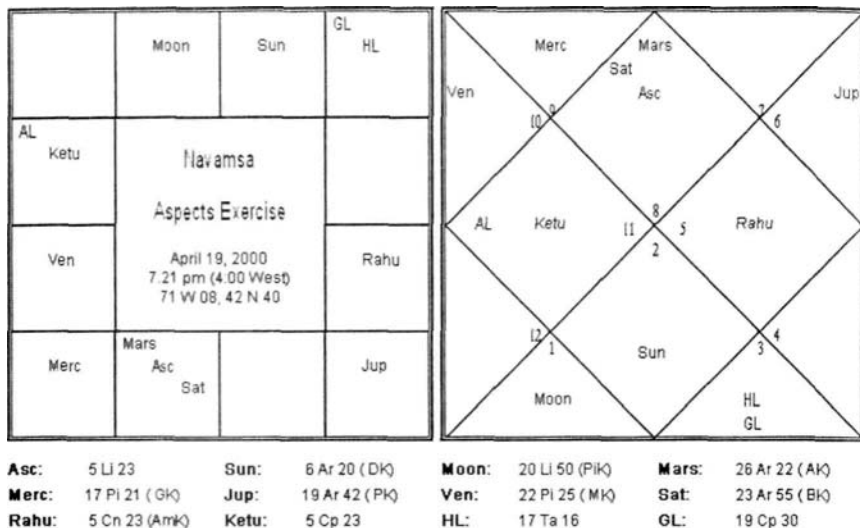 Moon Sun GL
HL
AL
Ketu
Navamsa
Aspects Exercise
April 19, 2000
7.21 pm (4:00 West)
71 W 08, 42 N 40
Ven
Rahu
Merc
Mars
Asc
Sat
Jup
Merc Mars
Sat
Ven Asc Jup
9 7
10 6
8
AL Ketu 11 5 Rahu
2
12 4
1 3
Sun
Moon HL
GL
Asc: 5 Li 23 Sun: 6 Ar 20 (DK) Moon: 20 Li 50 (PiK) Mars: 26 Ar 22 (AK)
Merc: 17 Pi 21 (GK) Jup: 19 Ar 42 (PK) Ven: 22 Pi 25 (MK) Sat: 23 Ar 55 (BK)
Rahu: 5 Cn 23 (AmK) Ketu: 5 Cp 23 HL: 17 Ta 16 GL: 19 Cp 30